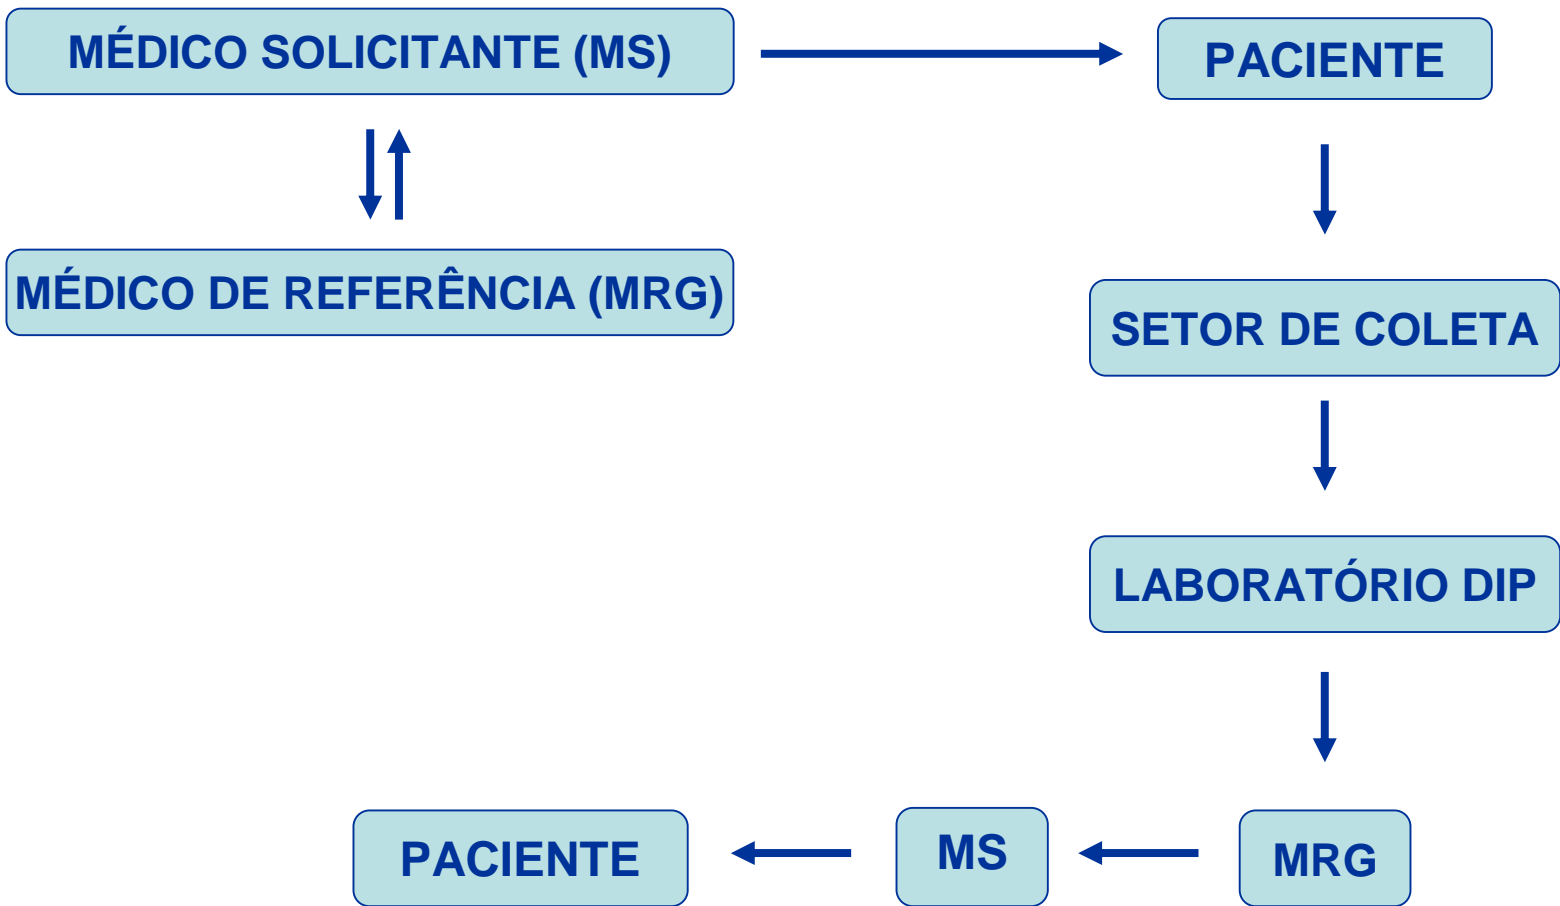 MÉDICO SOLICITANTE (MS)
PACIENTE
MÉDICO DE REFERÊNCIA (MRG)
SETOR DE COLETA
LABORATÓRIO DIP
MRG
MS
PACIENTE